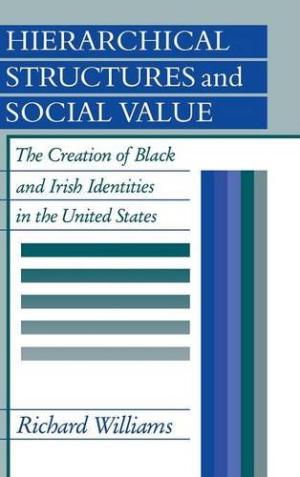 HIERARCHICAL
STRUCTURES and
SOCIAL VALUE
The Creation of Black
and Irish Identities
in the United States
Richard Williams